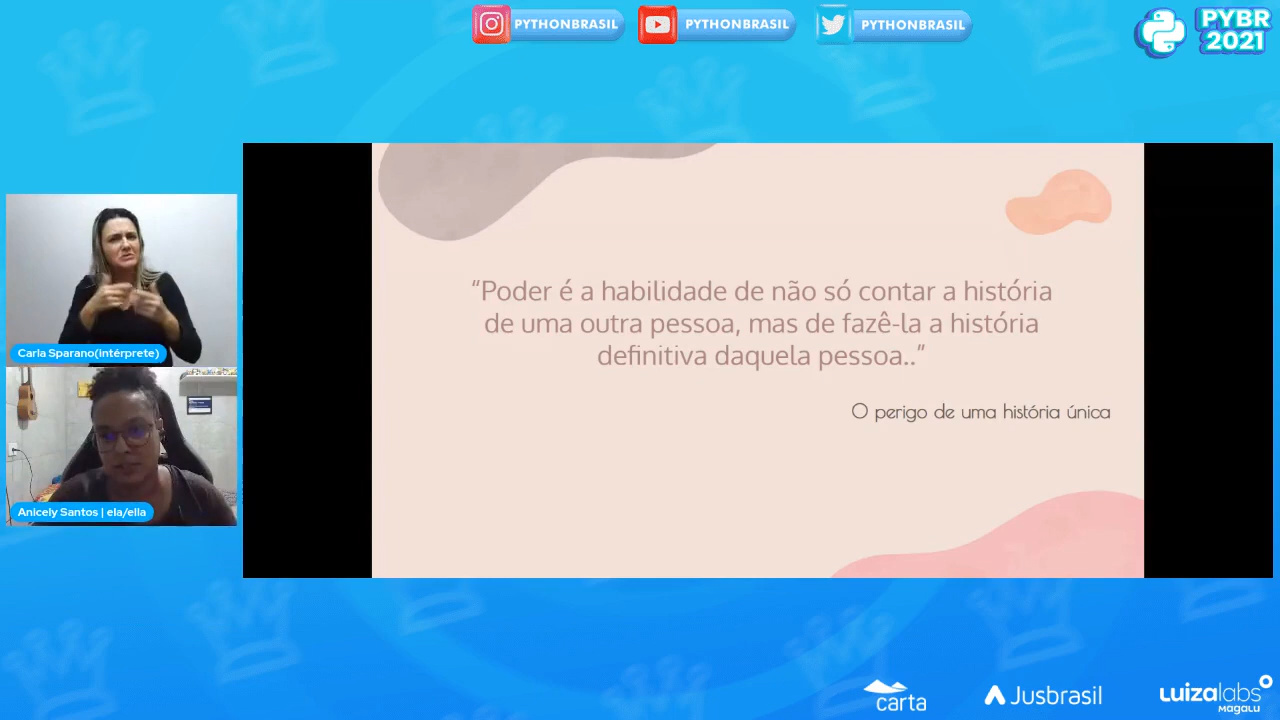 PYTHONBRASIL
PYTHONBRASIL
PYTHONBRASIL
PYBR
2021
“Poder é a habilidade de não só contar a história
de uma outra pessoa, mas de fazê-la a história
definitiva daquela pessoa..”
O perigo de uma história única
Carla Sparano(intérprete)
Anicely Santos | ela/ella
carta
Jusbrasil
LUIZAlabs
MAGALU